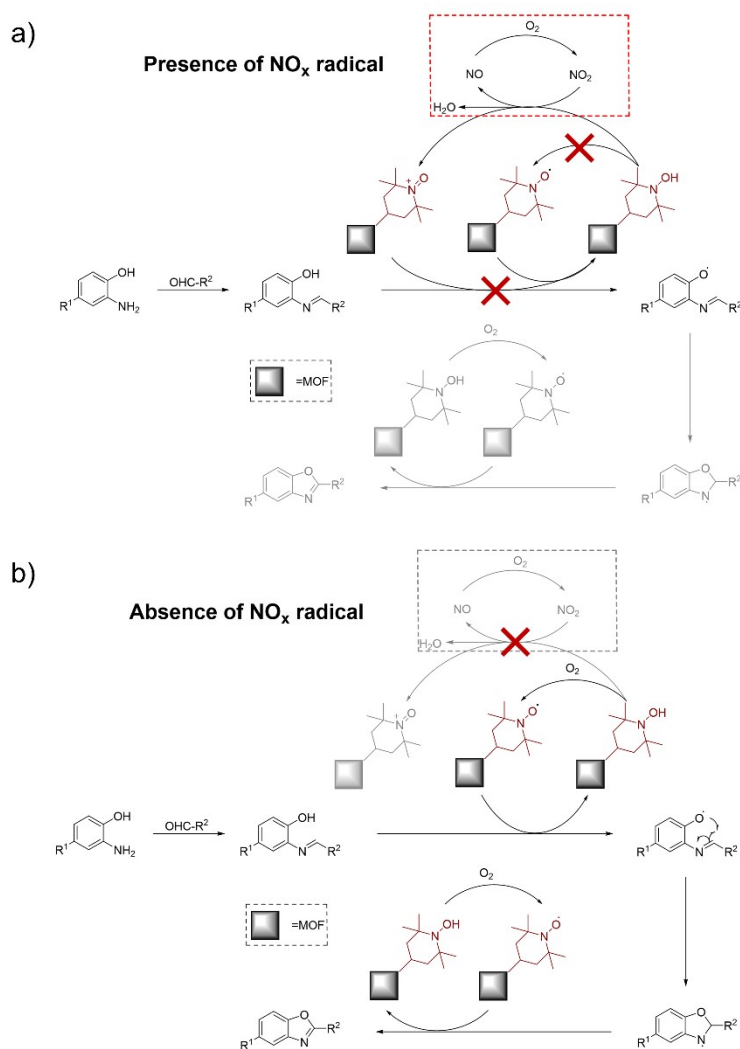 a)
Presence of NOₓ radical
O₂
NO
NO₂
H₂O
N⁺
O
N
O•
N
OH
OH
R¹
NH₂
OHC-R²
OH
R¹
N
R²
O•
R¹
N
R²
=MOF
O₂
N
OH
N
O•
O
R¹
N
R²
O
R¹
N•
R²
b)
Absence of NOₓ radical
O₂
NO
NO₂
H₂O
O₂
N⁺
O
N
O•
N
OH
OH
R¹
NH₂
OHC-R²
OH
R¹
N
R²
O•
R¹
N
R²
=MOF
O₂
N
OH
N
O•
O
R¹
N
R²
O
R¹
N•
R²